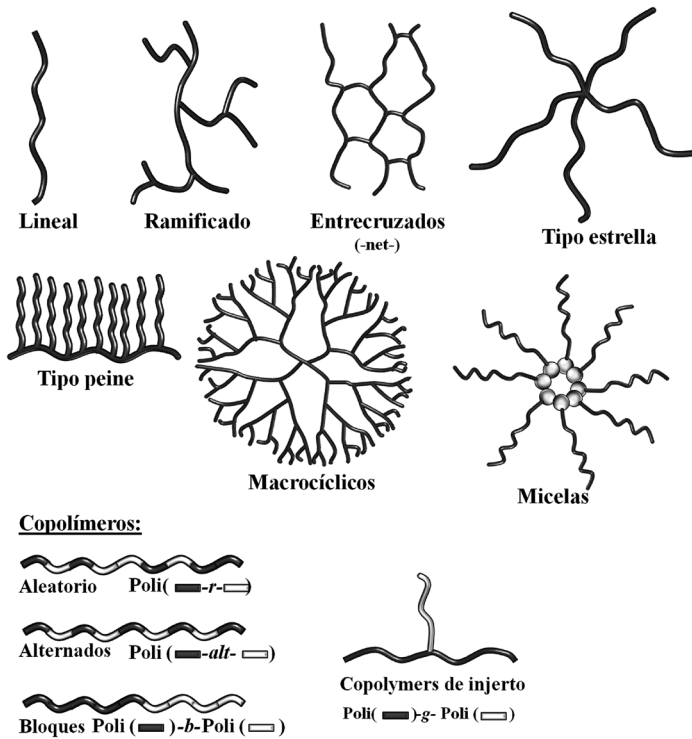 Lineal
Ramificado
Entrecruzados
(-net-)
Tipo estrella
Tipo peine
Macrocíclicos
Micelas
Copolímeros:
Aleatorio Poli( -r- )
Alternados Poli ( -alt- )
Bloques Poli ( )-b-Poli ( )
Copolymers de injerto
Poli( )-g- Poli ( )